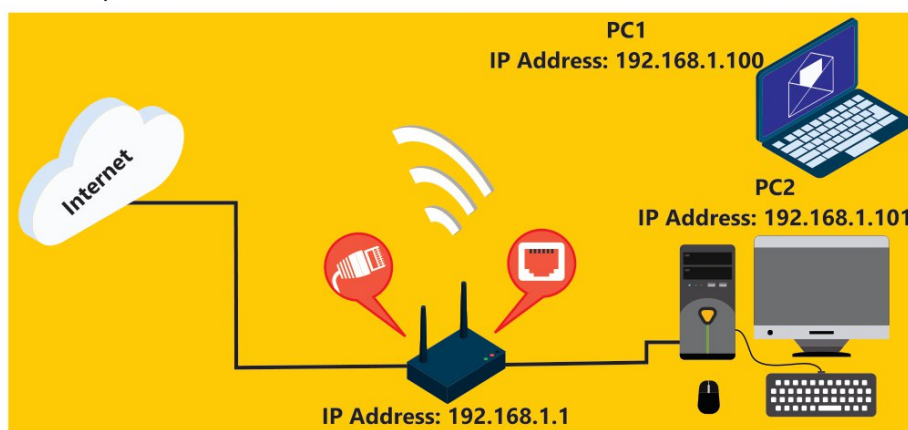 PC1
IP Address: 192.168.1.100
Internet
PC2
IP Address: 192.168.1.101
IP Address: 192.168.1.1